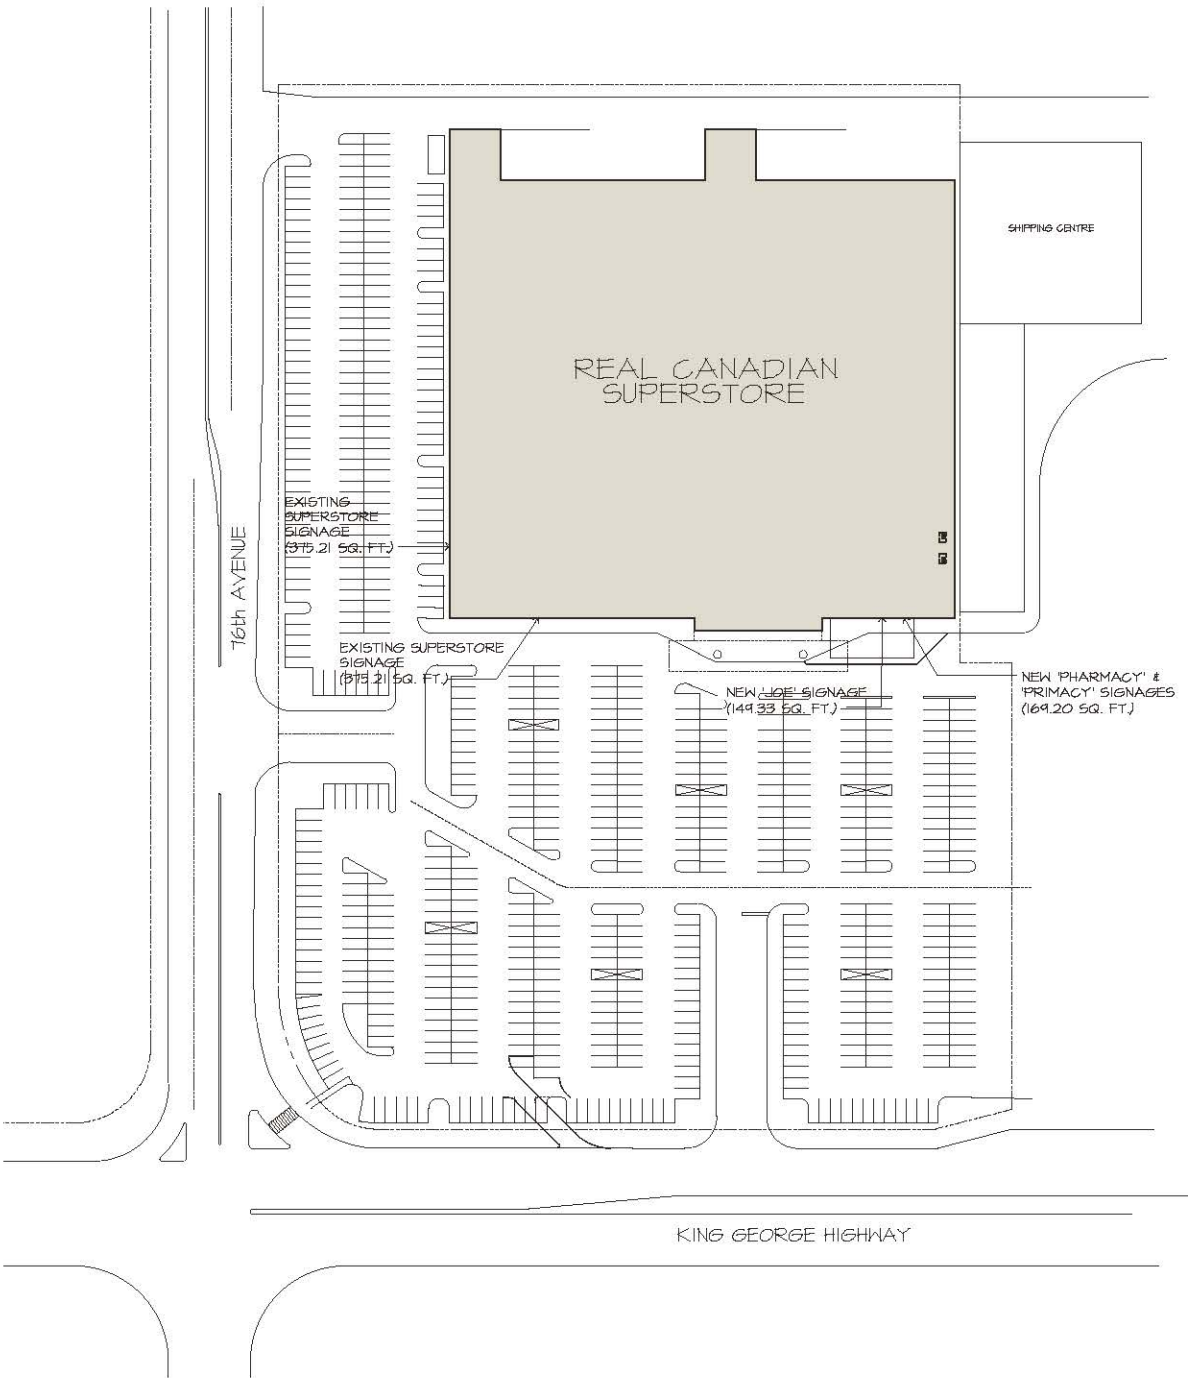 SHIPPING CENTRE
REAL CANADIAN
SUPERSTORE
EXISTING
SUPERSTORE
SIGNAGE
(375.21 SQ. FT.)
76th AVENUE
EXISTING SUPERSTORE
SIGNAGE
(375.21 SQ. FT.)
NEW 'JOE' SIGNAGE
(149.33 SQ. FT.)
NEW 'PHARMACY' &
'PRIMACY' SIGNAGES
(169.20 SQ. FT.)
KING GEORGE HIGHWAY